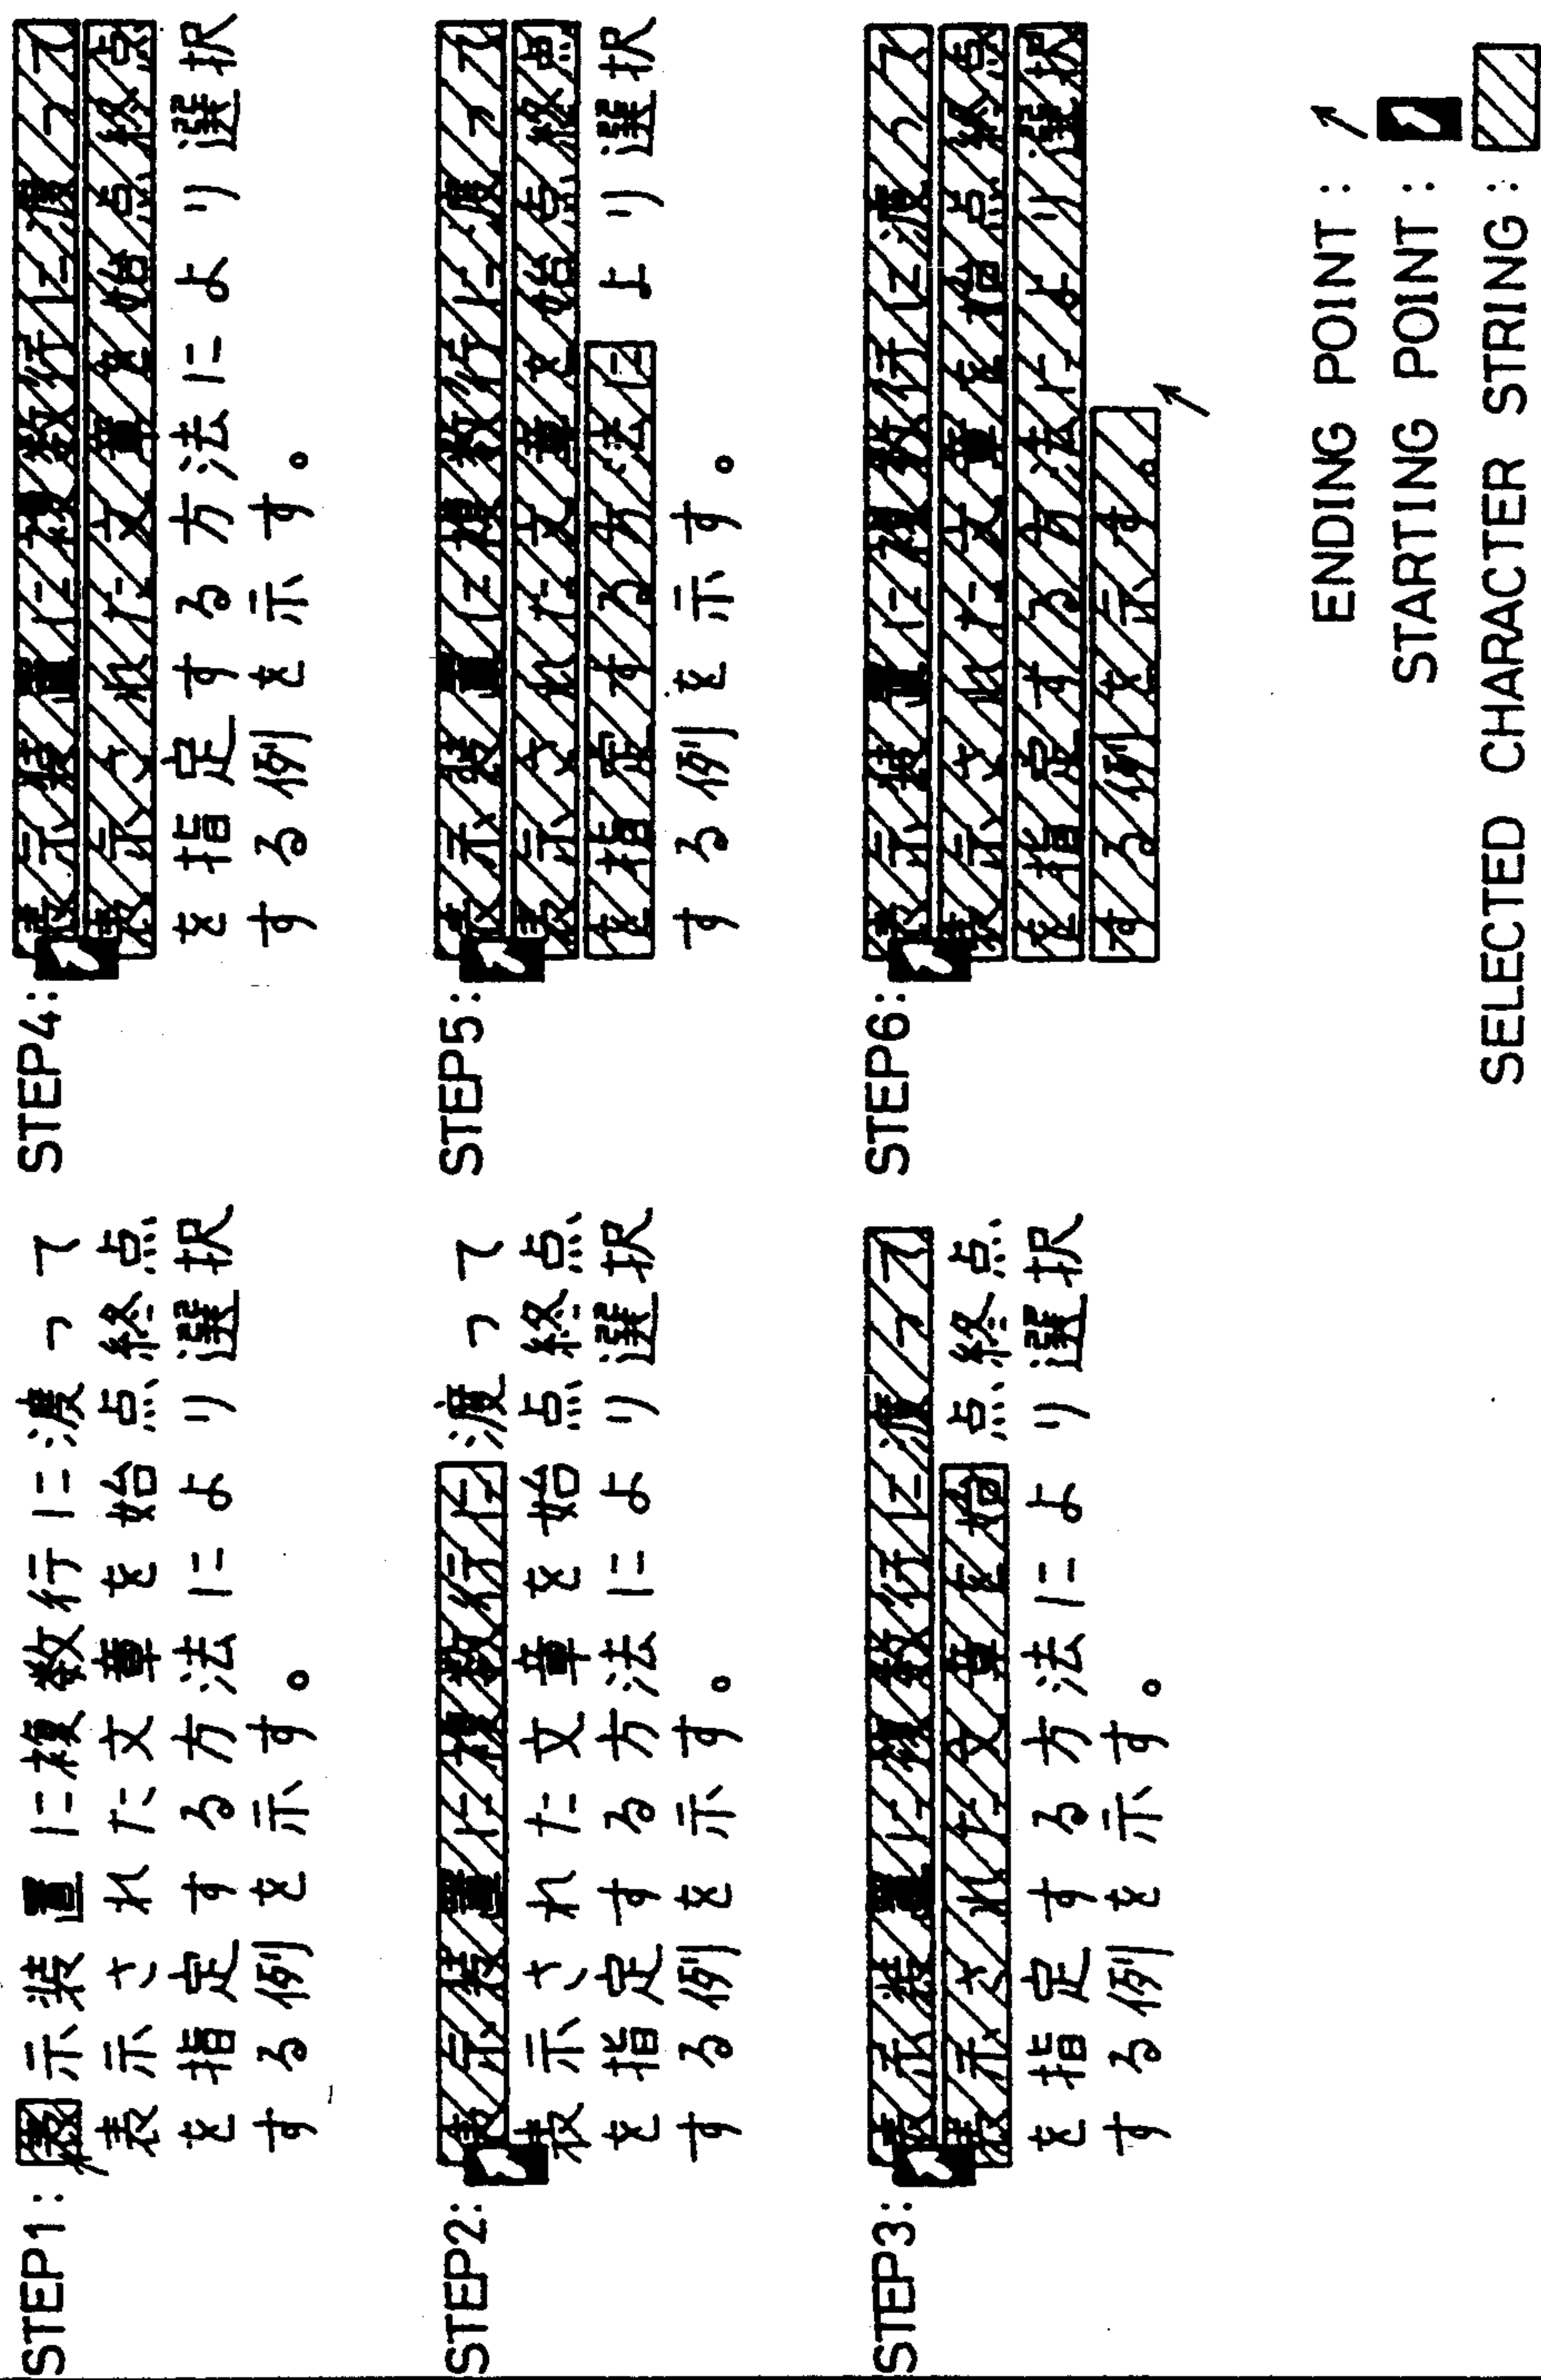 STEP1:
表示装置に複数行に渡って
表示された文章を始点終点
を指定する方法により選択
する例を示す。
STEP2:
表示装置に複数行に渡って
表示された文章を始点終点
を指定する方法により選択
する例を示す。
STEP3:
表示装置に複数行に渡って
表示された文章を始点終点
を指定する方法により選択
する例を示す。
STEP4:
表示装置に複数行に渡って
表示された文章を始点終点
を指定する方法により選択
する例を示す。
STEP5:
表示装置に複数行に渡って
表示された文章を始点終点
を指定する方法により選択
する例を示す。
STEP6:
表示装置に複数行に渡って
表示された文章を始点終点
を指定する方法により選択
する例を示す。
ENDING POINT:
STARTING POINT:
SELECTED CHARACTER STRING: